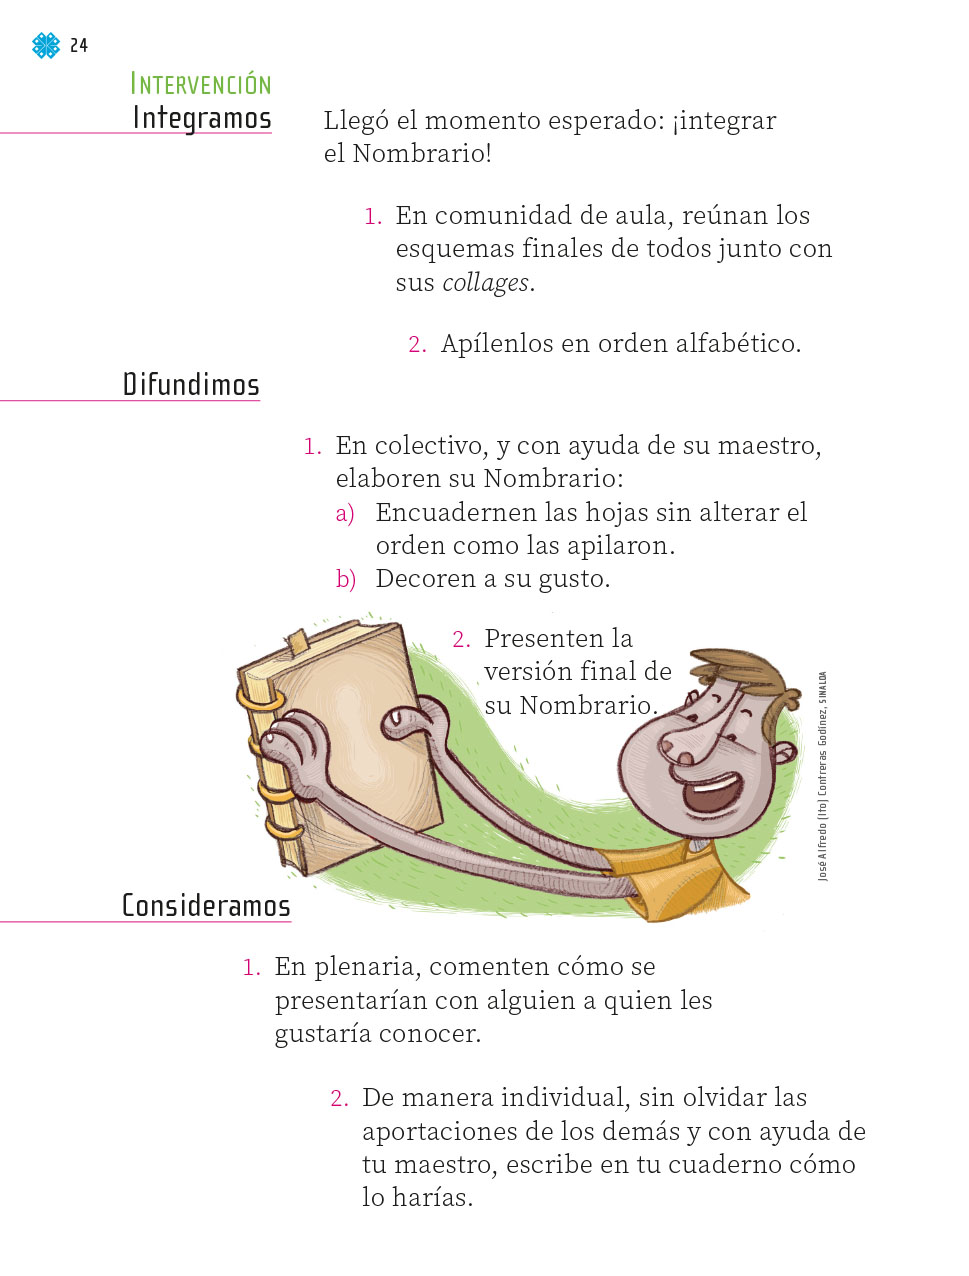 24
INTERVENCIÓN
Integramos
Llegó el momento esperado: ¡integrar
el Nombrario!
1. En comunidad de aula, reúnan los
esquemas finales de todos junto con
sus collages.
2. Apílenlos en orden alfabético.
Difundimos
1. En colectivo, y con ayuda de su maestro,
elaboren su Nombrario:
a) Encuadernen las hojas sin alterar el
orden como las apilaron.
b) Decoren a su gusto.
2. Presenten la
versión final de
su Nombrario.
José Alfredo (Ito) Contreras Godínez, SINALOA
Consideramos
1. En plenaria, comenten cómo se
presentarían con alguien a quien les
gustaría conocer.
2. De manera individual, sin olvidar las
aportaciones de los demás y con ayuda de
tu maestro, escribe en tu cuaderno cómo
lo harías.